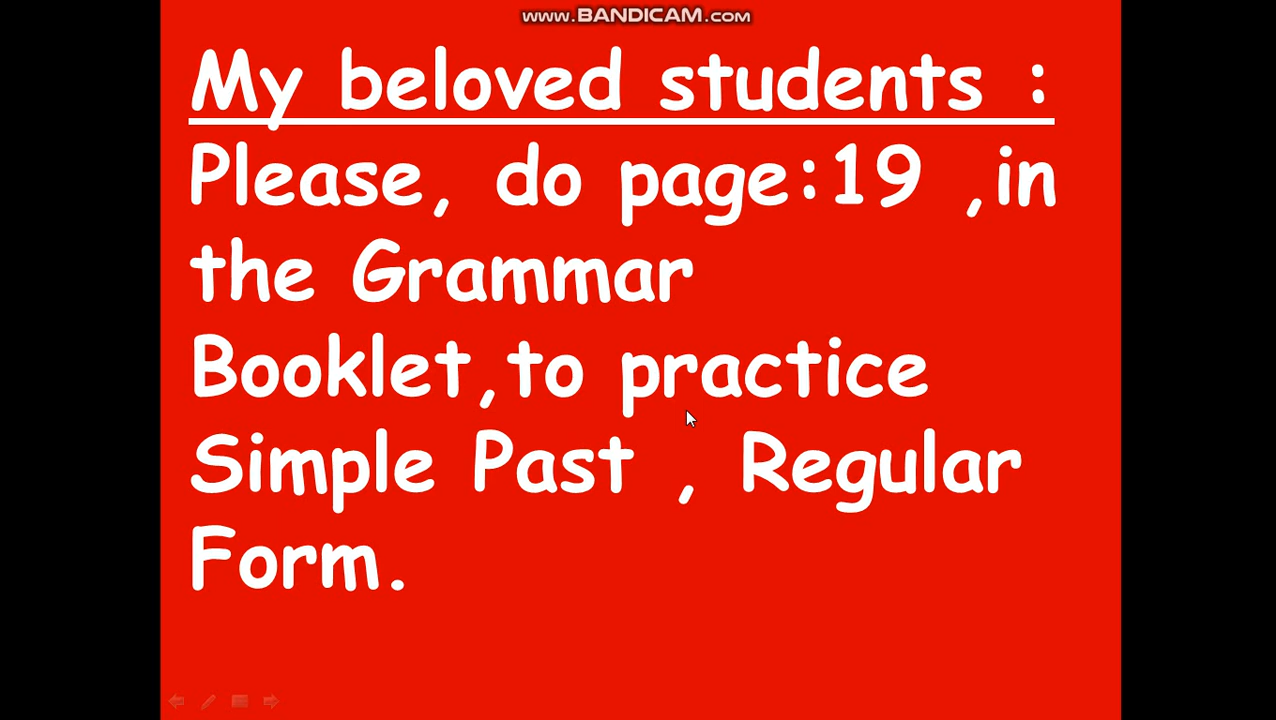 www.BANDICAM.com
My beloved students :
Please, do page:19 ,in
the Grammar
Booklet,to practice
Simple Past , Regular
Form.